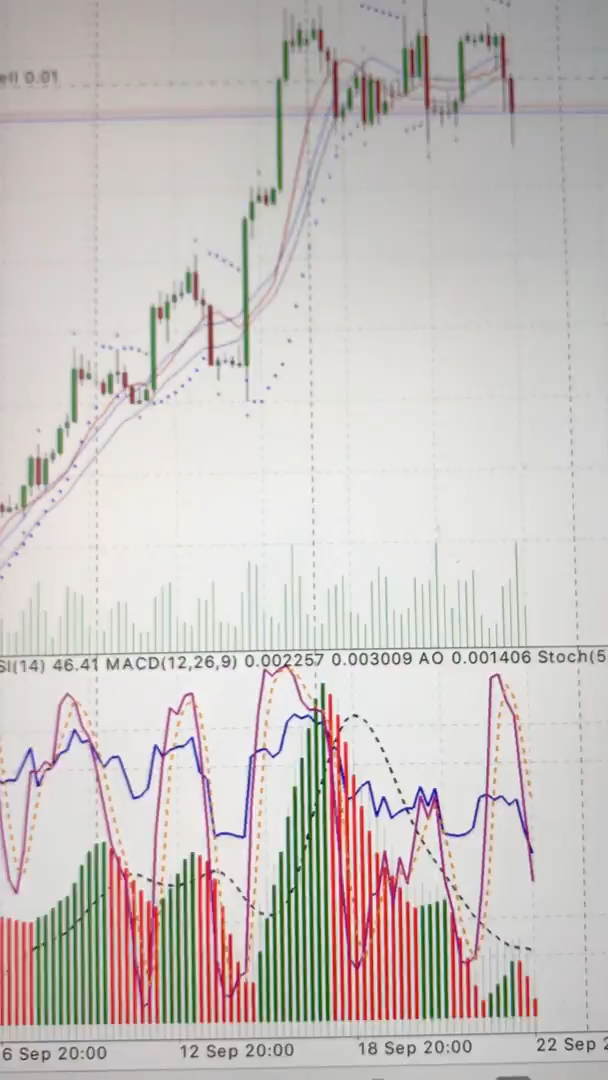 ell 0.01
SI(14) 46.41 MACD(12,26,9) 0.002257 0.003009 AO 0.001406 Stoch(5
6 Sep 20:00 12 Sep 20:00 18 Sep 20:00 22 Sep 2